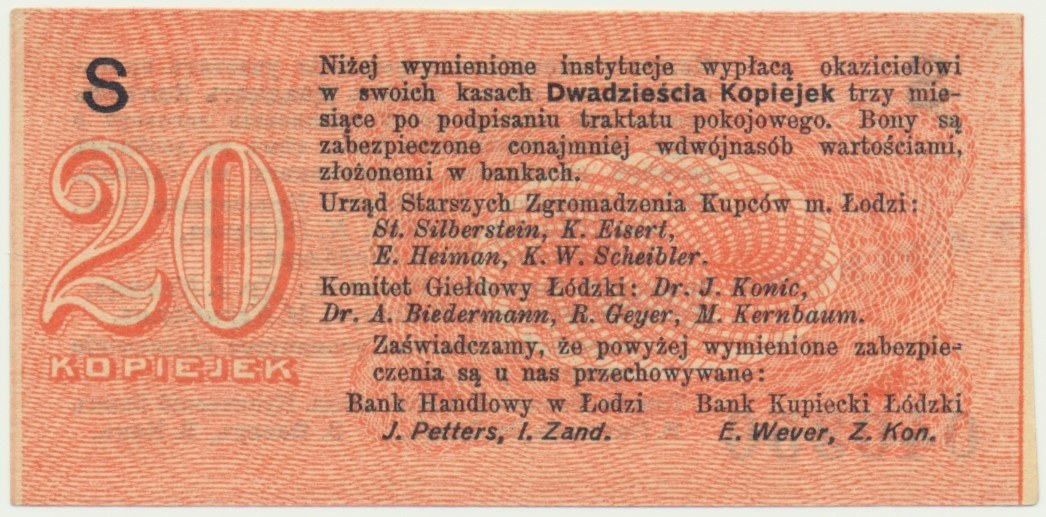 S
20
KOPIEJEK
Niżej wymienione instytucje wypłacą okazicielowi
w swoich kasach Dwadzieścia Kopiejek trzy mie-
siące po podpisaniu traktatu pokojowego. Bony są
zabezpieczone conajmniej wdwójnasób wartościami,
złożonemi w bankach.
Urząd Starszych Zgromadzenia Kupców m. Łodzi:
St. Silberstein, K. Eisert,
E. Heiman, K. W. Scheibler.
Komitet Giełdowy Łódzki: Dr. J. Konic,
Dr. A. Biedermann, R. Geyer, M. Kernbaum.
Zaświadczamy, że powyżej wymienione zabezpie-
czenia są u nas przechowywane:
Bank Handlowy w Łodzi Bank Kupiecki Łódzki
J. Petters, I. Zand. E. Wever, Z. Kon.